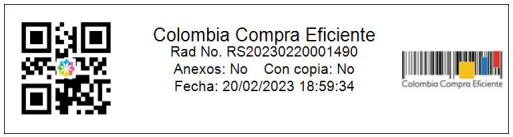 Colombia Compra Eficiente
Rad No. RS20230220001490
Anexos: No    Con copia: No
Fecha: 20/02/2023 18:59:34
Colombia Compra Eficiente